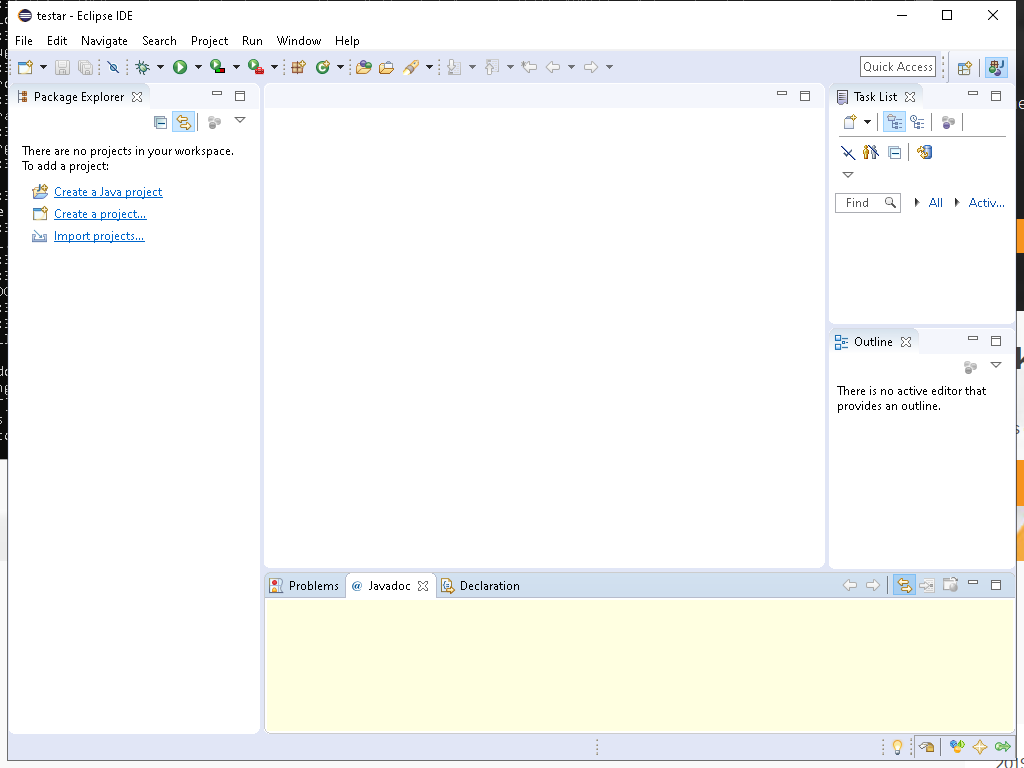 testar - Eclipse IDE
File Edit Navigate Search Project Run Window Help
Quick Access
Package Explorer
There are no projects in your workspace.
To add a project:
Create a Java project
Create a project...
Import projects...
Task List
Find All Activ...
Outline
There is no active editor that
provides an outline.
Problems @ Javadoc Declaration